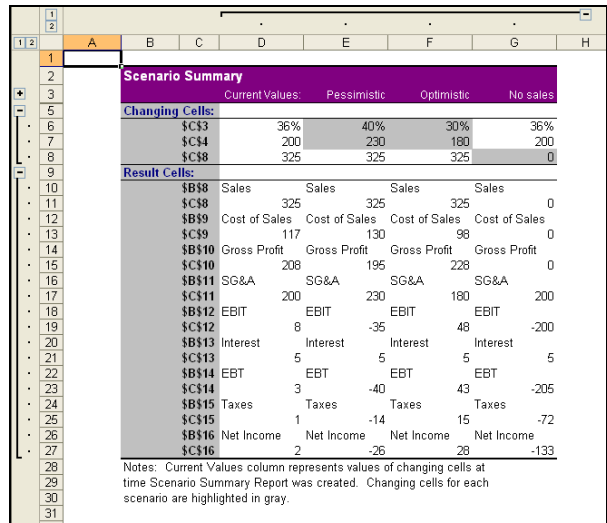 1
2
1 2 A B C D E F G H
1
2 Scenario Summary
3 Current Values: Pessimistic Optimistic No sales
5 Changing Cells:
6 $C$3 36% 40% 30% 36%
7 $C$4 200 230 180 200
8 $C$8 325 325 325 0
9 Result Cells:
10 $B$8 Sales Sales Sales Sales
11 $C$8 325 325 325 0
12 $B$9 Cost of Sales Cost of Sales Cost of Sales Cost of Sales
13 $C$9 117 130 98 0
14 $B$10 Gross Profit Gross Profit Gross Profit Gross Profit
15 $C$10 208 195 228 0
16 $B$11 SG&A SG&A SG&A SG&A
17 $C$11 200 230 180 200
18 $B$12 EBIT EBIT EBIT EBIT
19 $C$12 8 -35 48 -200
20 $B$13 Interest Interest Interest Interest
21 $C$13 5 5 5 5
22 $B$14 EBT EBT EBT EBT
23 $C$14 3 -40 43 -205
24 $B$15 Taxes Taxes Taxes Taxes
25 $C$15 1 -14 15 -72
26 $B$16 Net Income Net Income Net Income Net Income
27 $C$16 2 -26 28 -133
28 Notes: Current Values column represents values of changing cells at
29 time Scenario Summary Report was created. Changing cells for each
30 scenario are highlighted in gray.
31